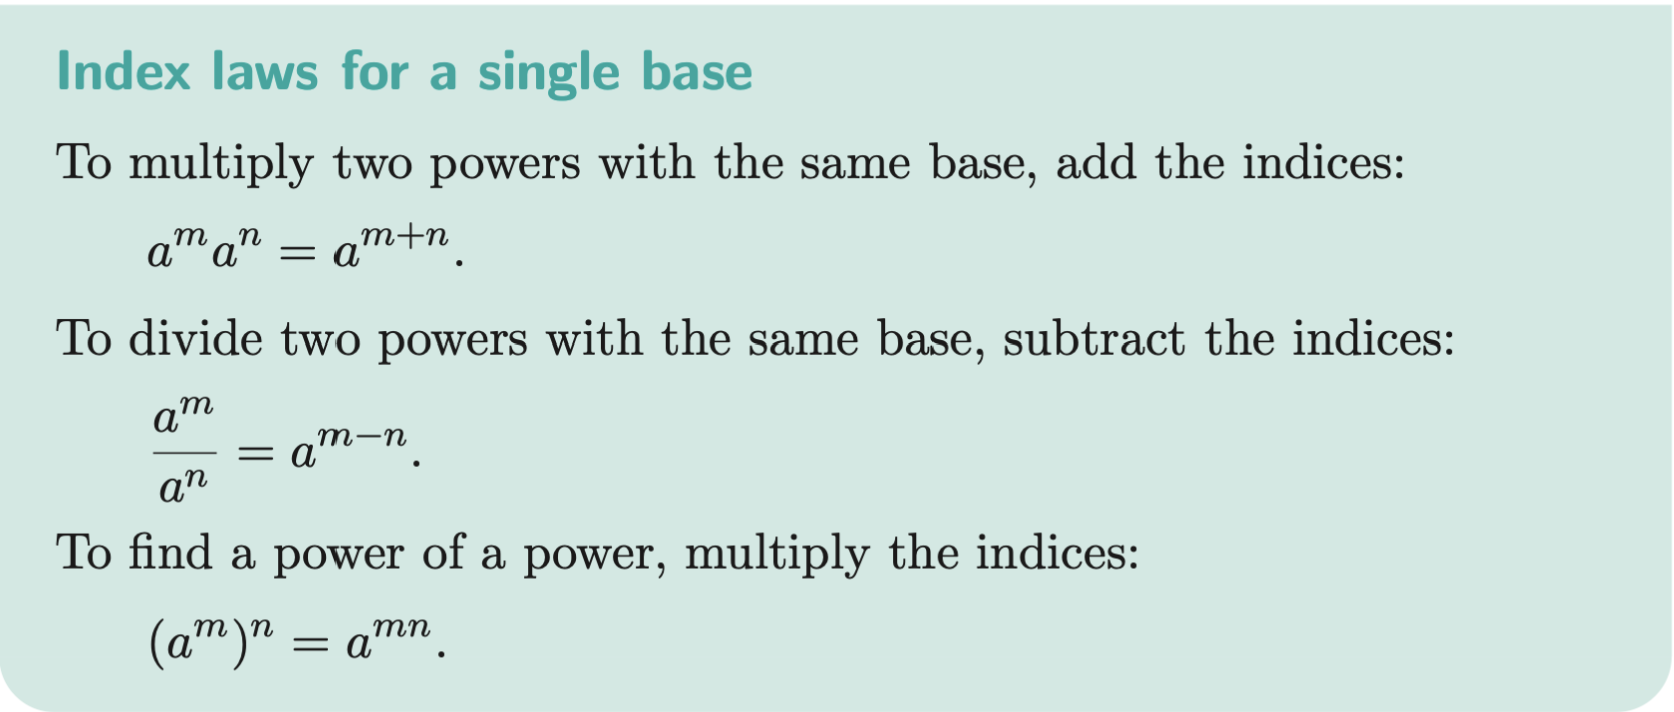 Index laws for a single base
To multiply two powers with the same base, add the indices:
$a^m a^n = a^{m+n}.$
To divide two powers with the same base, subtract the indices:
$\frac{a^m}{a^n} = a^{m-n}.$
To find a power of a power, multiply the indices:
$(a^m)^n = a^{mn}.$